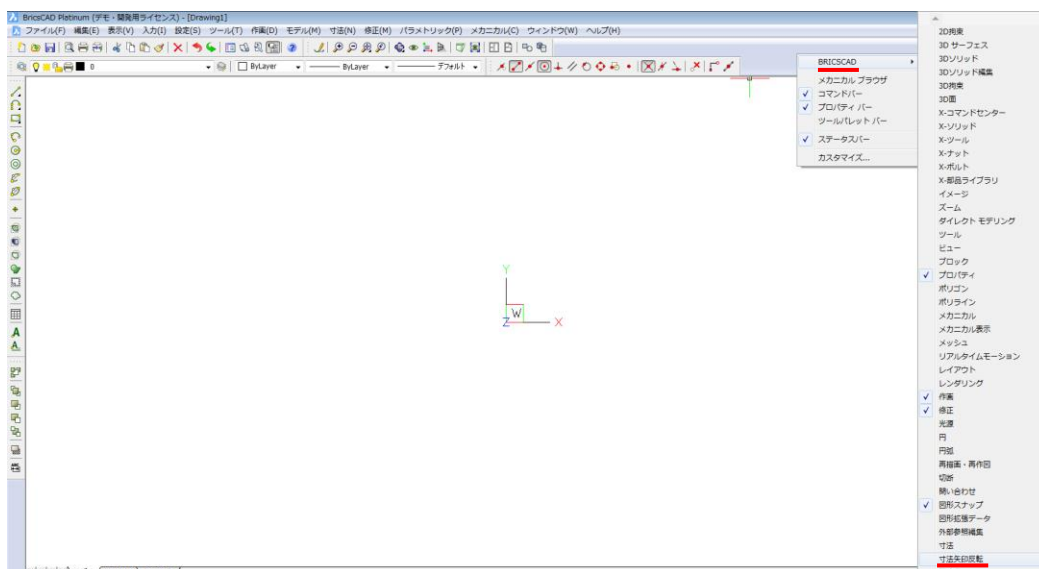 BricsCAD Platinum (デモ・開発用ライセンス) - [Drawing1]
ファイル(F) 編集(E) 表示(V) 入力(I) 設定(S) ツール(T) 作画(D) モデル(M) 寸法(N) 修正(M) パラメトリック(P) メカニカル(C) ウィンドウ(W) ヘルプ(H)
0 ByLayer ByLayer デフォルト
BRICSCAD
メカニカル ブラウザ
コマンドバー
プロパティ バー
ツールパレット バー
ステータスバー
カスタマイズ...
2D拘束
3D サーフェス
3Dソリッド
3Dソリッド編集
3D拘束
3D面
X-コマンドセンター
X-ソリッド
X-ツール
X-ナット
X-ボルト
X-部品ライブラリ
イメージ
ズーム
ダイレクト モデリング
ツール
ビュー
ブロック
プロパティ
ポリゴン
ポリライン
メカニカル
メカニカル表示
メッシュ
リアルタイムモーション
レイアウト
レンダリング
作画
修正
光源
円
円弧
再描画・再作図
切断
問い合わせ
図形スナップ
図形拡張データ
外部参照編集
寸法
寸法矢印反転
Y
W
Z X
A
A